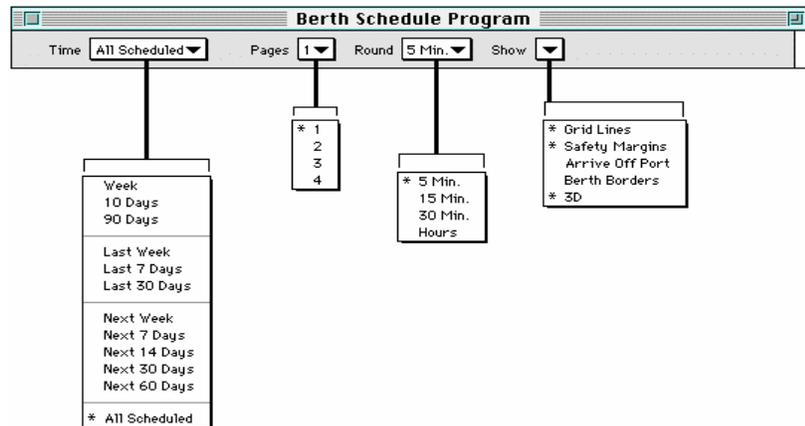 Berth Schedule Program
Time All Scheduled Pages 1 Round 5 Min. Show
* 1
2
3
4
* Grid Lines
* Safety Margins
Arrive Off Port
Berth Borders
* 3D
* 5 Min.
15 Min.
30 Min.
Hours
Week
10 Days
90 Days
Last Week
Last 7 Days
Last 30 Days
Next Week
Next 7 Days
Next 14 Days
Next 30 Days
Next 60 Days
* All Scheduled